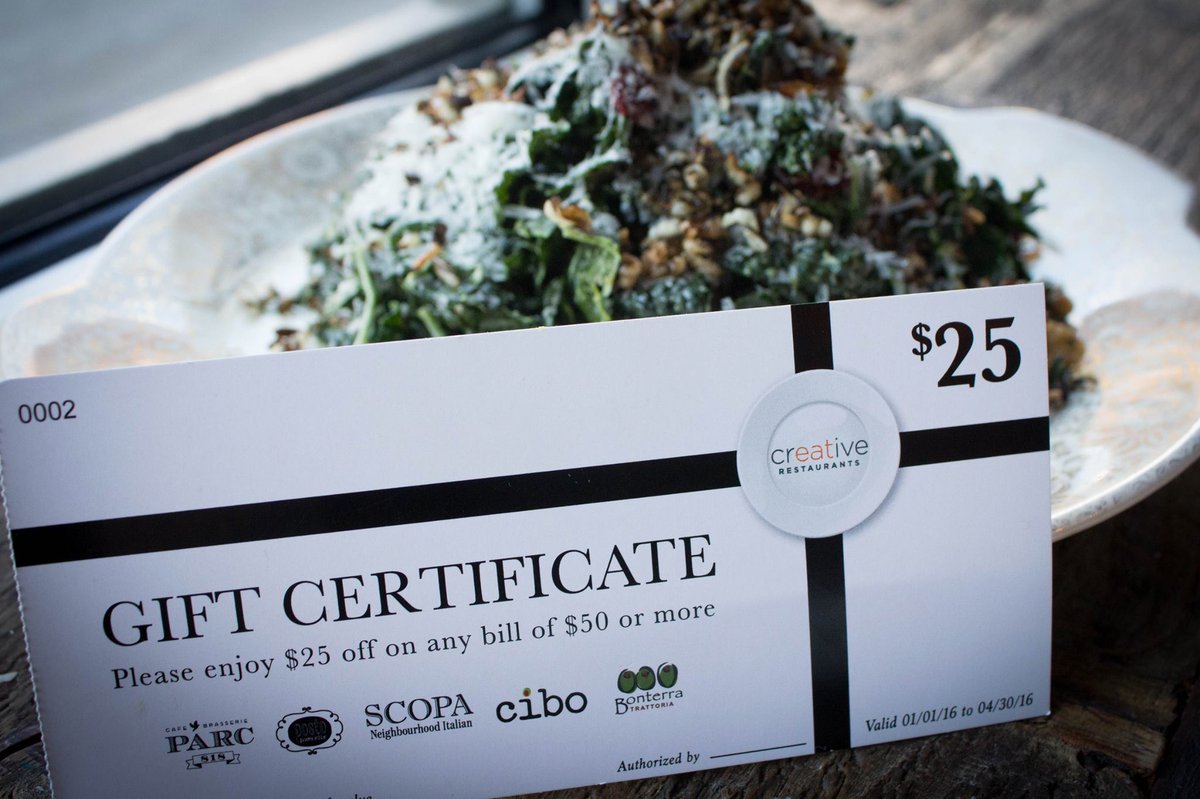 0002
$25
creative
RESTAURANTS
GIFT CERTIFICATE
Please enjoy $25 off on any bill of $50 or more
CAFE BRASSERIE
PARC
818
SCOPA
Neighbourhood Italian
cibo
BONTERRA
TRATTORIA
Authorized by
Valid 01/01/16 to 04/30/16